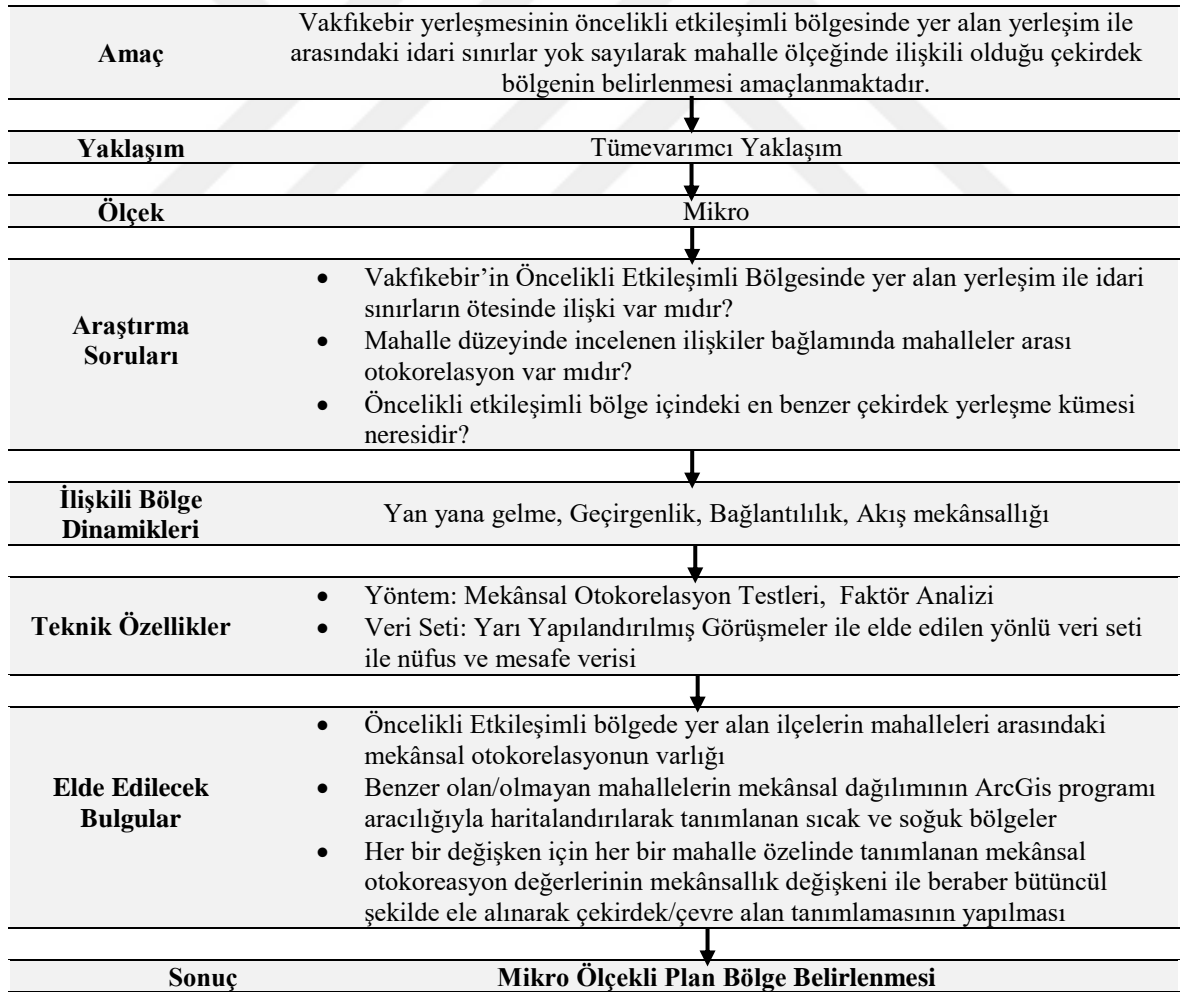 Amaç
Vakfıkebir yerleşmesinin öncelikli etkileşimli bölgesinde yer alan yerleşim ile
arasındaki idari sınırlar yok sayılarak mahalle ölçeğinde ilişkili olduğu çekirdek
bölgenin belirlenmesi amaçlanmaktadır.
Yaklaşım
Tümevarımcı Yaklaşım
Ölçek
Mikro
Araştırma
Soruları
• Vakfıkebir’in Öncelikli Etkileşimli Bölgesinde yer alan yerleşim ile idari
sınırların ötesinde ilişki var mıdır?
• Mahalle düzeyinde incelenen ilişkiler bağlamında mahalleler arası
otokorelasyon var mıdır?
• Öncelikli etkileşimli bölge içindeki en benzer çekirdek yerleşme kümesi
neresidir?
İlişkili Bölge
Dinamikleri
Yan yana gelme, Geçirgenlik, Bağlantılılık, Akış mekânsallığı
Teknik Özellikler
• Yöntem: Mekânsal Otokorelasyon Testleri, Faktör Analizi
• Veri Seti: Yarı Yapılandırılmış Görüşmeler ile elde edilen yönlü veri seti
ile nüfus ve mesafe verisi
Elde Edilecek
Bulgular
• Öncelikli Etkileşimli bölgede yer alan ilçelerin mahalleleri arasındaki
mekânsal otokorelasyonun varlığı
• Benzer olan/olmayan mahallelerin mekânsal dağılımının ArcGis programı
aracılığıyla haritalandırılarak tanımlanan sıcak ve soğuk bölgeler
• Her bir değişken için her bir mahalle özelinde tanımlanan mekânsal
otokoreasyon değerlerinin mekânsallık değişkeni ile beraber bütüncül
şekilde ele alınarak çekirdek/çevre alan tanımlamasının yapılması
Sonuç
Mikro Ölçekli Plan Bölge Belirlenmesi